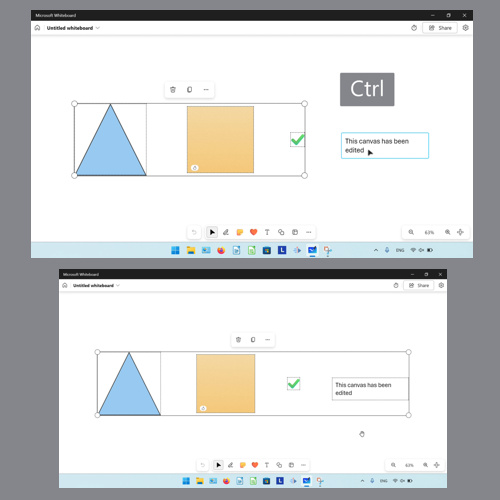 Microsoft Whiteboard
Untitled whiteboard
Share
Ctrl
This canvas has been
edited
63%
ENG
Microsoft Whiteboard
Untitled whiteboard
Share
This canvas has been
edited
63%
ENG